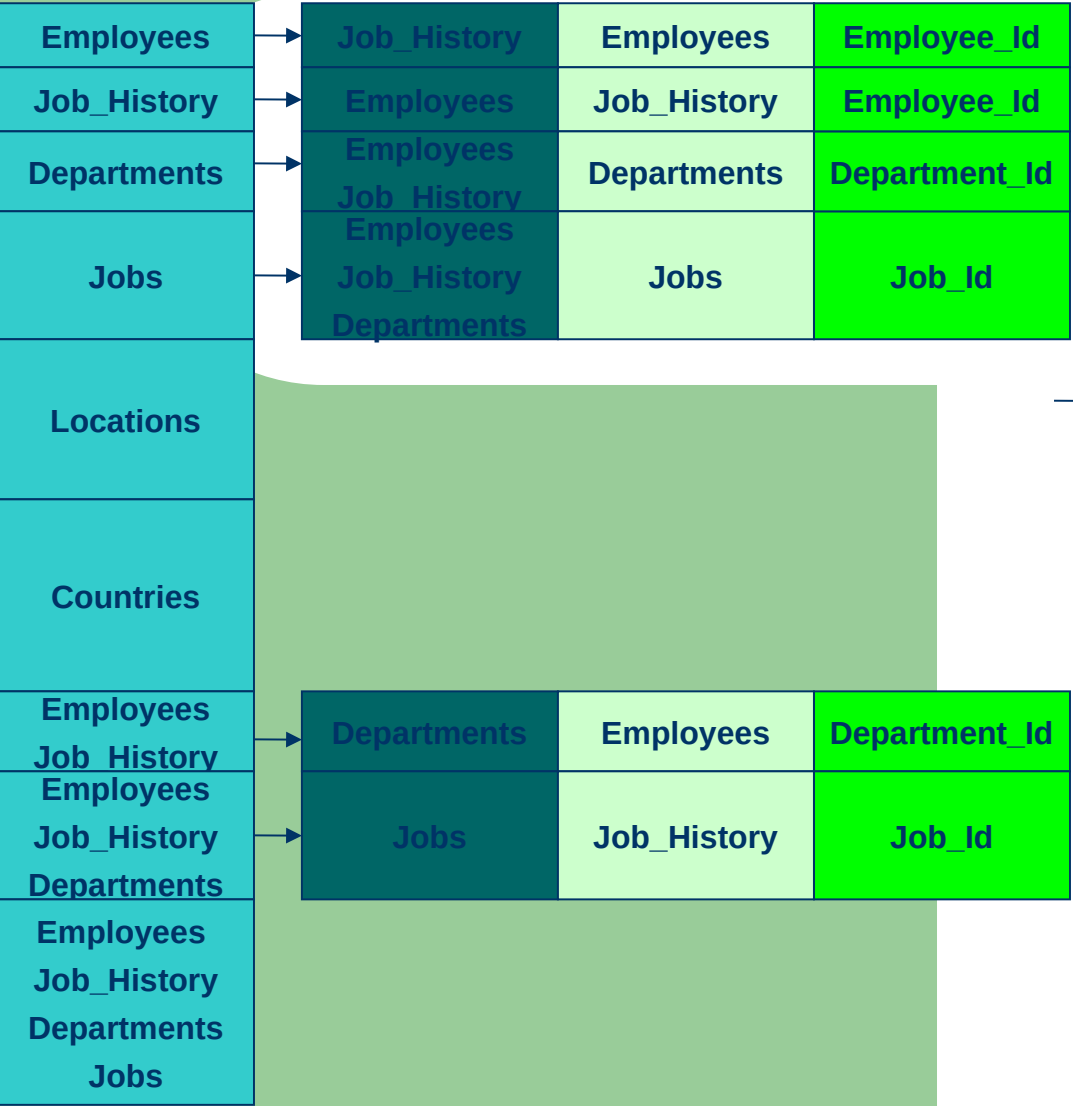 Employees Job_History Employees Employee_Id
Job_History Employees Job_History Employee_Id
Departments Employees Departments Department_Id
Job_History
Jobs Employees Jobs Job_Id
Job_History
Departments
Locations
Countries
Employees Departments Employees Department_Id
Job_History
Employees
Job_History Jobs Job_History Job_Id
Departments
Employees
Job_History
Departments
Jobs